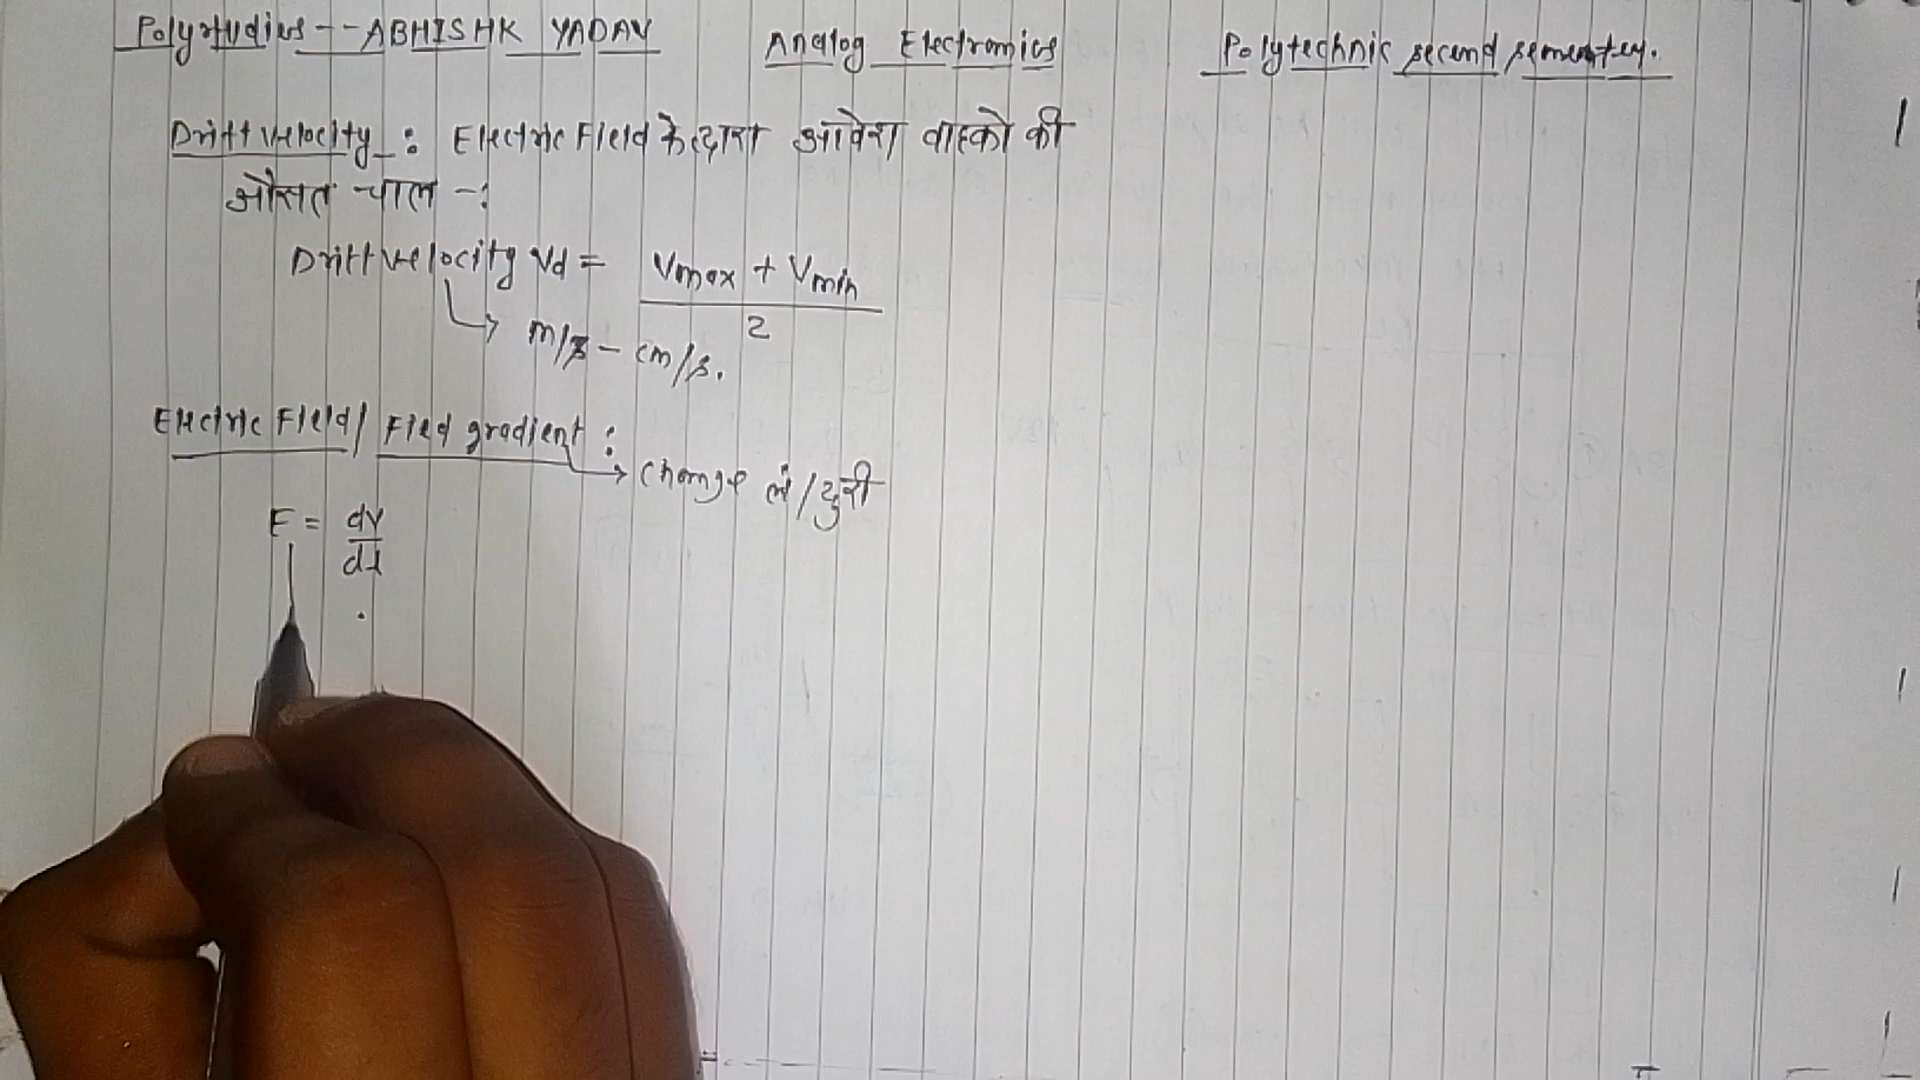 Polystudies -- ABHISHK YADAV Analog Electronics Polytechnic second semester.
Drift velocity : Electric Field के द्वारा आवेश वाहको की
औसत चाल -:
Drift velocity Vd = Vmax + Vmin
2
m/s - cm/s.
Electric Field / Fied gradient :
Change में / दुरी
E = dv
dl